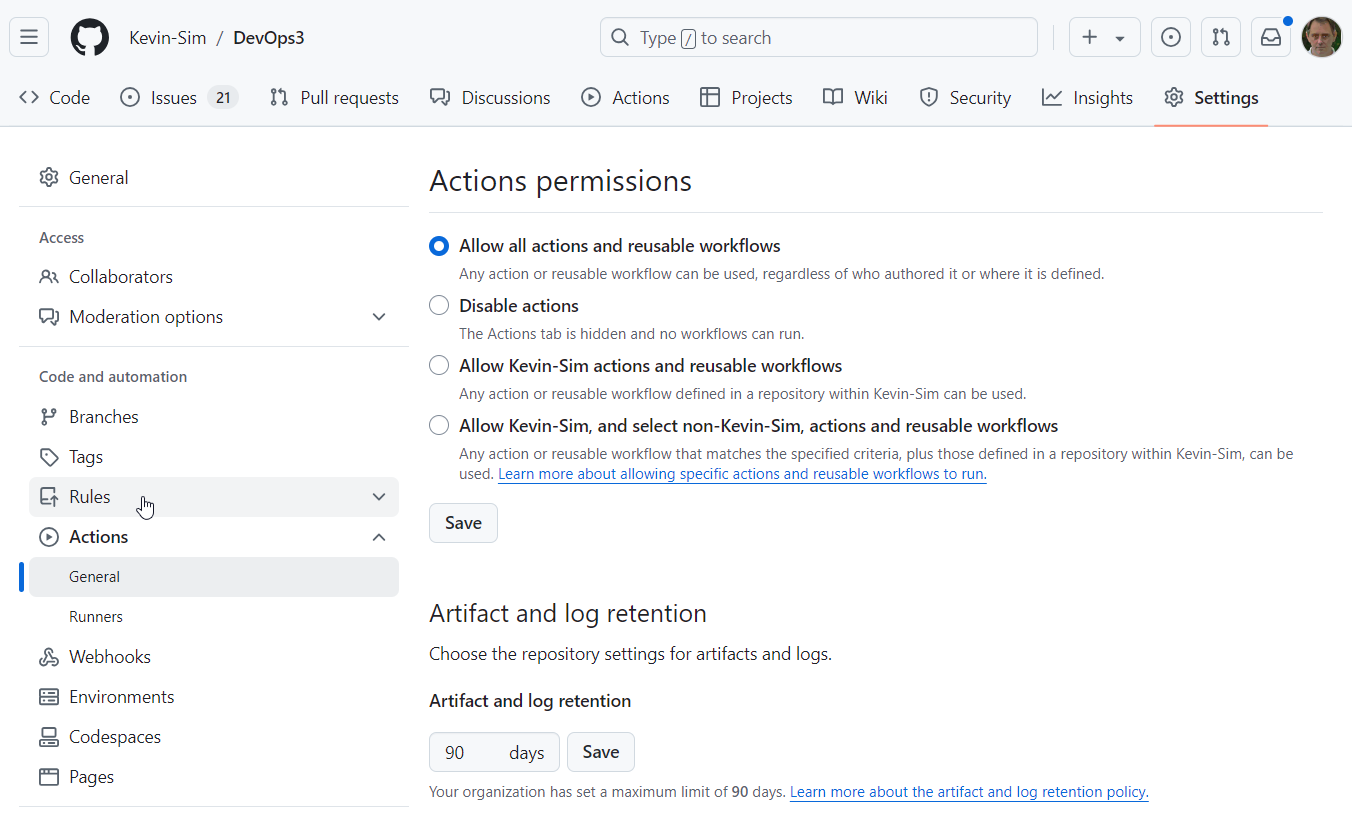 Kevin-Sim / DevOps3
Type / to search
Code
Issues 21
Pull requests
Discussions
Actions
Projects
Wiki
Security
Insights
Settings
General
Access
Collaborators
Moderation options
Code and automation
Branches
Tags
Rules
Actions
General
Runners
Webhooks
Environments
Codespaces
Pages
Actions permissions
Allow all actions and reusable workflows
Any action or reusable workflow can be used, regardless of who authored it or where it is defined.
Disable actions
The Actions tab is hidden and no workflows can run.
Allow Kevin-Sim actions and reusable workflows
Any action or reusable workflow defined in a repository within Kevin-Sim can be used.
Allow Kevin-Sim, and select non-Kevin-Sim, actions and reusable workflows
Any action or reusable workflow that matches the specified criteria, plus those defined in a repository within Kevin-Sim, can be
used. Learn more about allowing specific actions and reusable workflows to run.
Save
Artifact and log retention
Choose the repository settings for artifacts and logs.
Artifact and log retention
90 days Save
Your organization has set a maximum limit of 90 days. Learn more about the artifact and log retention policy.